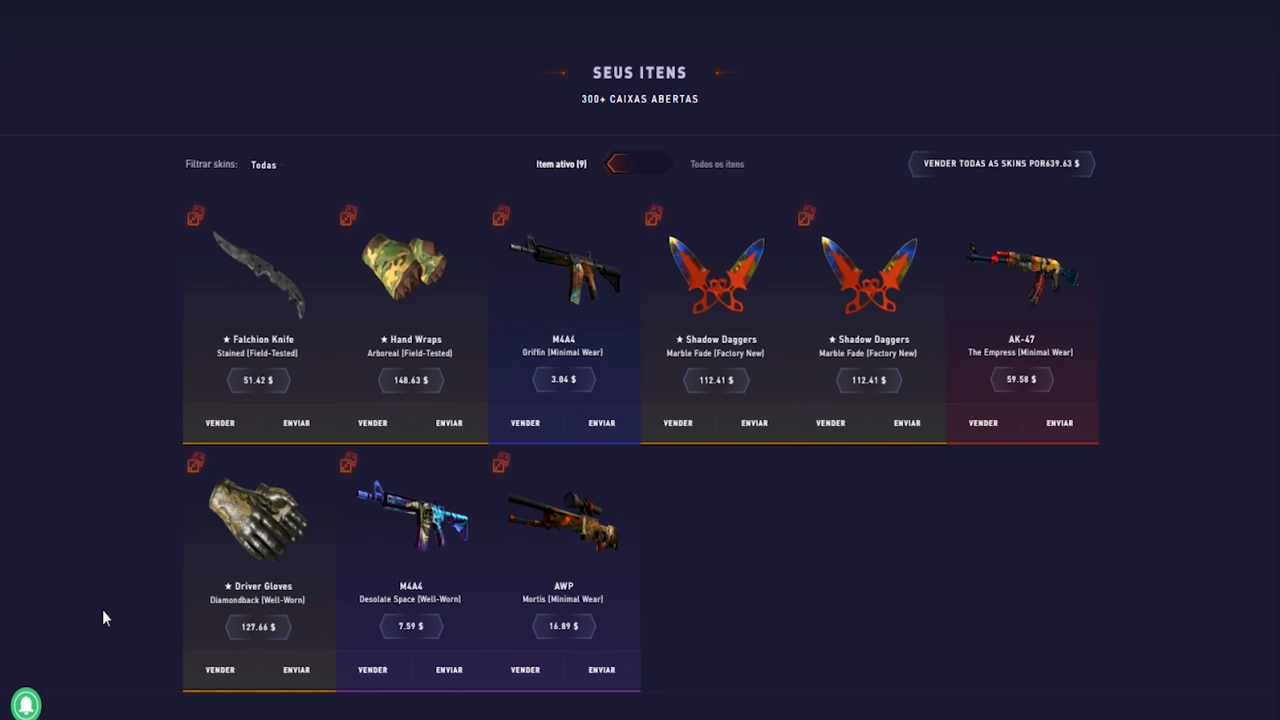 SEUS ITENS
300+ CAIXAS ABERTAS
Filtrar skins: Todas
Item ativo (9)
Todos os itens
VENDER TODAS AS SKINS POR639.63 $
★ Falchion Knife
Stained (Field-Tested)
51.42 $
VENDER ENVIAR
★ Hand Wraps
Arboreal (Field-Tested)
148.63 $
VENDER ENVIAR
M4A4
Griffin (Minimal Wear)
3.04 $
VENDER ENVIAR
★ Shadow Daggers
Marble Fade (Factory New)
112.41 $
VENDER ENVIAR
★ Shadow Daggers
Marble Fade (Factory New)
112.41 $
VENDER ENVIAR
AK-47
The Empress (Minimal Wear)
59.58 $
VENDER ENVIAR
★ Driver Gloves
Diamondback (Well-Worn)
127.66 $
VENDER ENVIAR
M4A4
Desolate Space (Well-Worn)
7.59 $
VENDER ENVIAR
AWP
Mortis (Minimal Wear)
16.89 $
VENDER ENVIAR